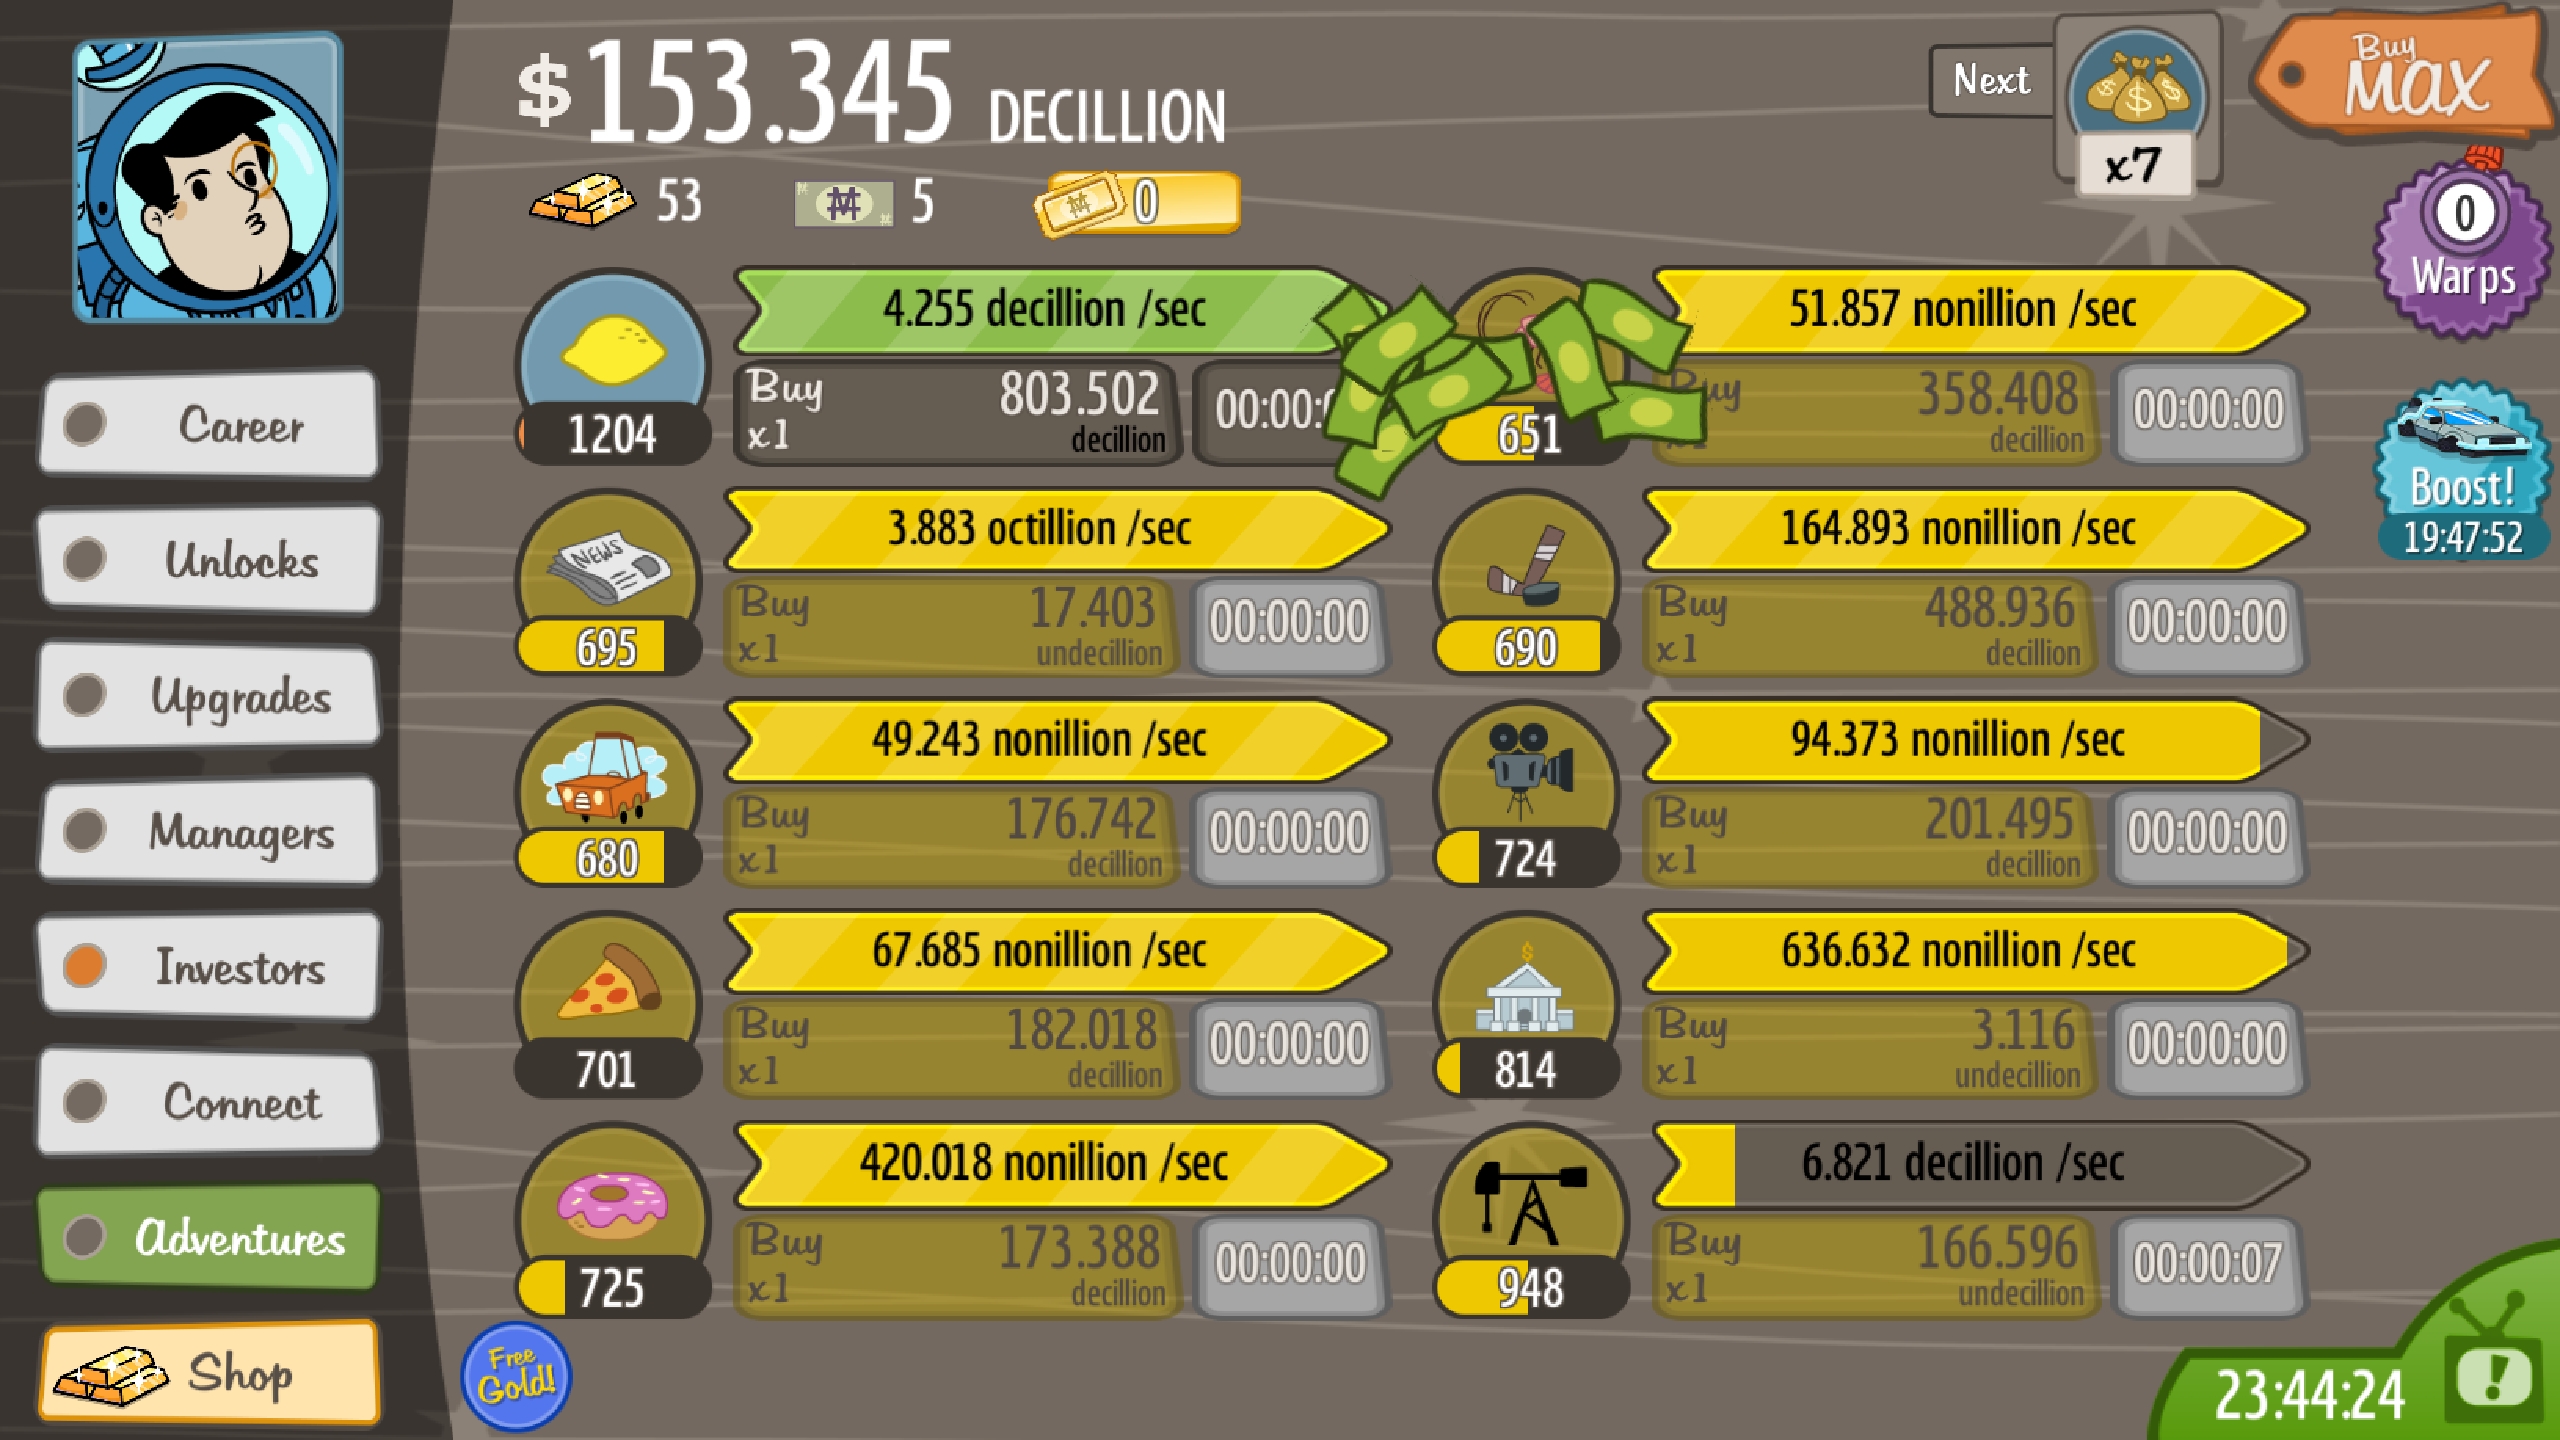 $153.345 DECILLION
Next
x7
Buy
MAX
53
5
0
0
Warps
Boost!
19:47:52
Career
Unlocks
Upgrades
Managers
Investors
Connect
Adventures
Shop
4.255 decillion /sec
1204
Buy
x1
803.502
decillion
00:00:
51.857 nonillion /sec
651
Buy
x1
358.408
decillion
00:00:00
NEWS
3.883 octillion /sec
695
Buy
x1
17.403
undecillion
00:00:00
164.893 nonillion /sec
690
Buy
x1
488.936
decillion
00:00:00
49.243 nonillion /sec
680
Buy
x1
176.742
decillion
00:00:00
94.373 nonillion /sec
724
Buy
x1
201.495
decillion
00:00:00
67.685 nonillion /sec
701
Buy
x1
182.018
decillion
00:00:00
636.632 nonillion /sec
814
Buy
x1
3.116
undecillion
00:00:00
420.018 nonillion /sec
725
Buy
x1
173.388
decillion
00:00:00
6.821 decillion /sec
948
Buy
x1
166.596
undecillion
00:00:07
Free
Gold!
23:44:24
!